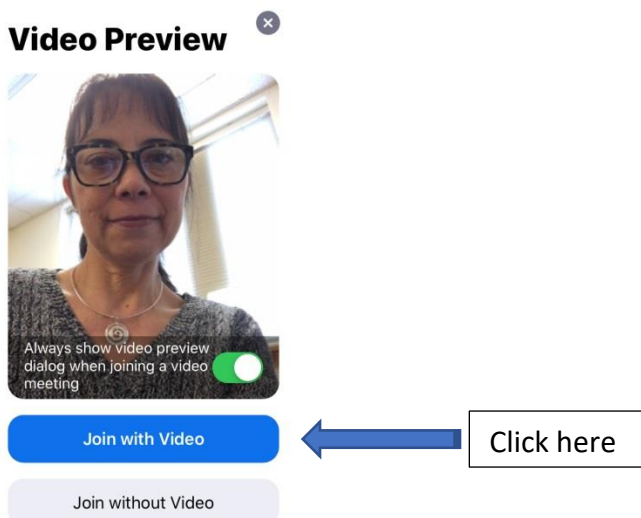 Video Preview
Always show video preview
dialog when joining a video
meeting
Join with Video
Click here
Join without Video